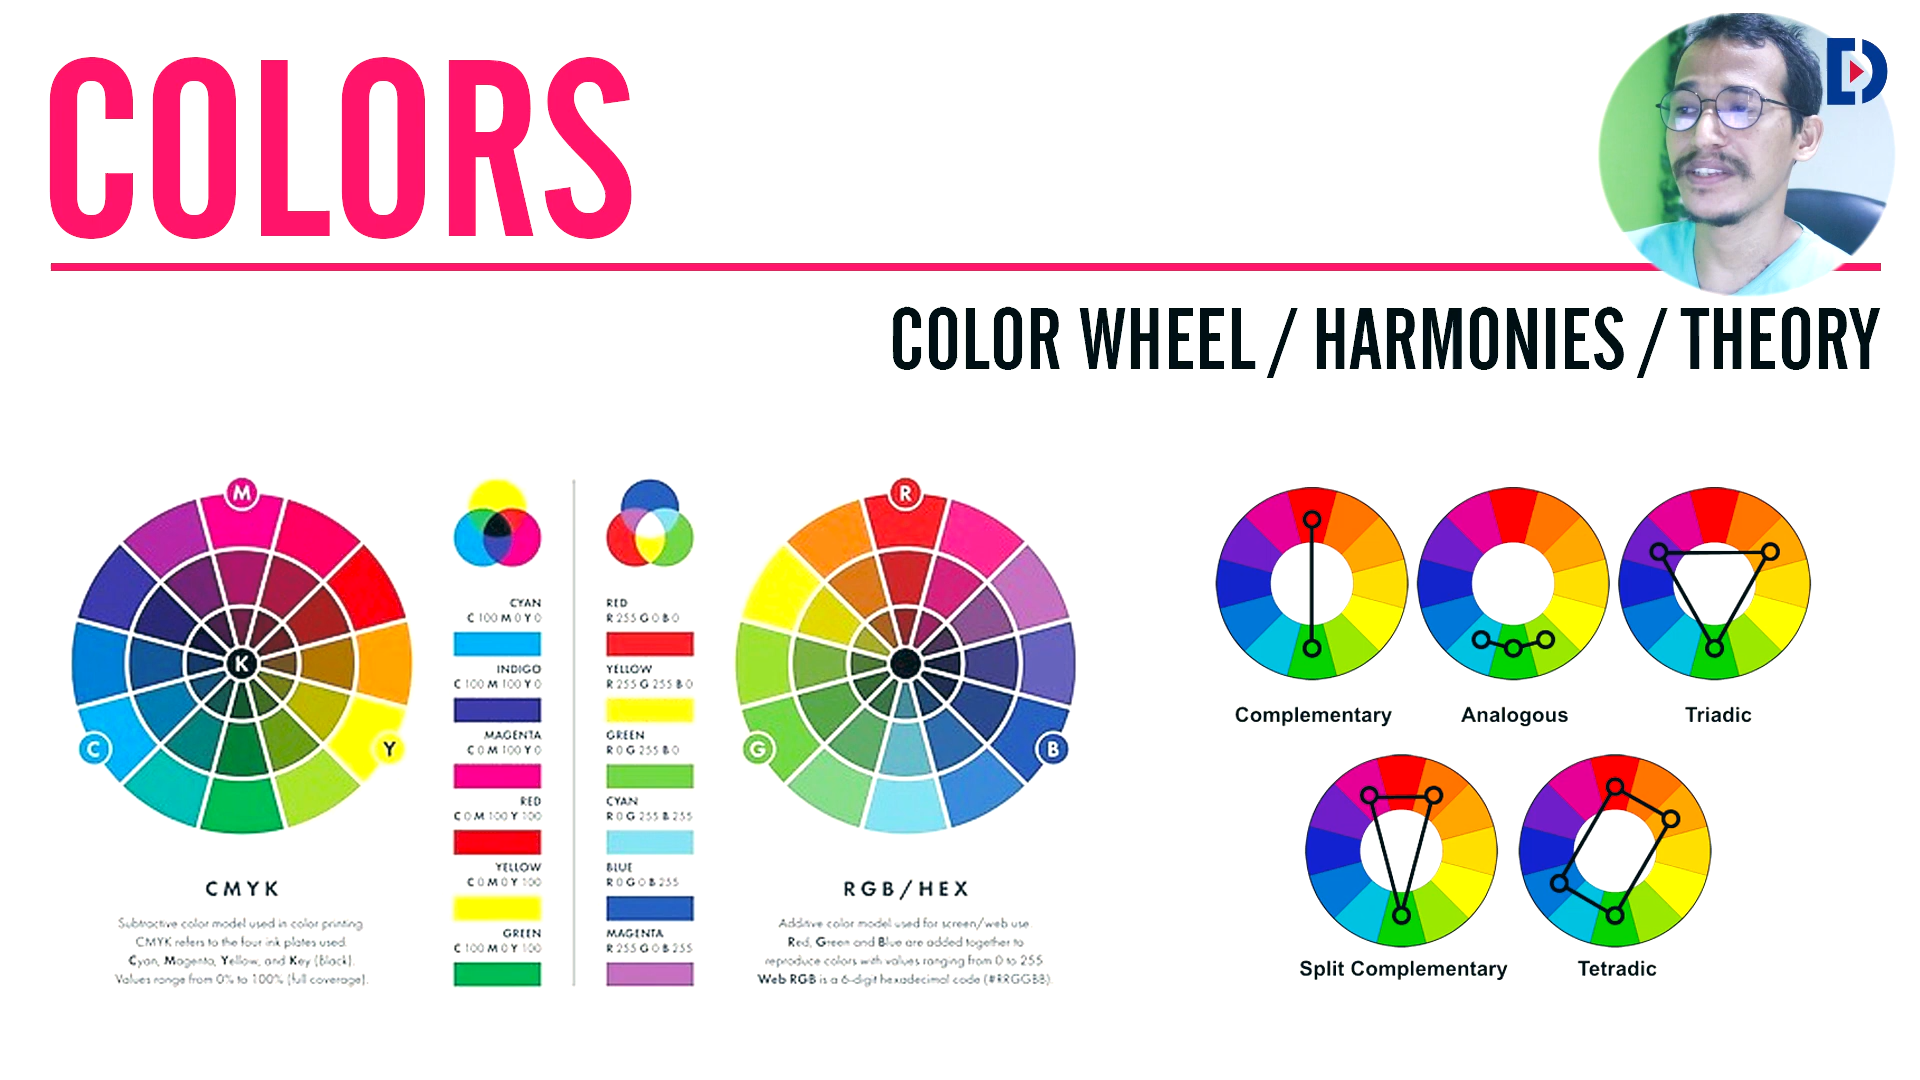 COLORS
COLOR WHEEL / HARMONIES / THEORY
M
K
C
Y
CMYK
Subtractive color model used in color printing
CMYK refers to the four ink plates used.
Cyan, Magenta, Yellow, and Key (black).
Values range from 0% to 100% (full coverage).
CYAN
C 100 M 0 Y 0
INDIGO
C 100 M 100 Y 0
MAGENTA
C 0 M 100 Y 0
RED
C 0 M 100 Y 100
YELLOW
C 0 M 0 Y 100
GREEN
C 100 M 0 Y 100
RED
R 255 G 0 B 0
YELLOW
R 255 G 255 B 0
GREEN
R 0 G 255 B 0
CYAN
R 0 G 255 B 255
BLUE
R 0 G 0 B 255
MAGENTA
R 255 G 0 B 255
R
G
B
RGB/HEX
Additive color model used for screen/web use
Red, Green and Blue are added together to
reproduce colors with values ranging from 0 to 255
Web RGB is a 6-digit hexadecimal code (#RRGGBB).
Complementary
Analogous
Triadic
Split Complementary
Tetradic